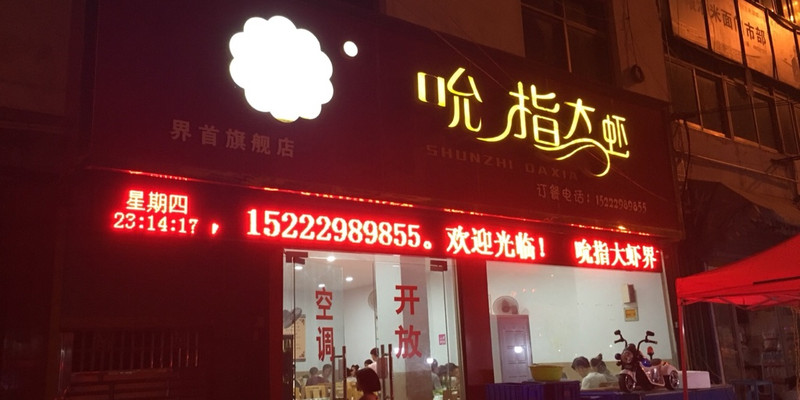 吮指大虾
SHUNZHI DAXIA
界首旗舰店
订餐电话:15222989855
星期四
23:14:17
,15222989855。欢迎光临! 吮指大虾界
空调
开放